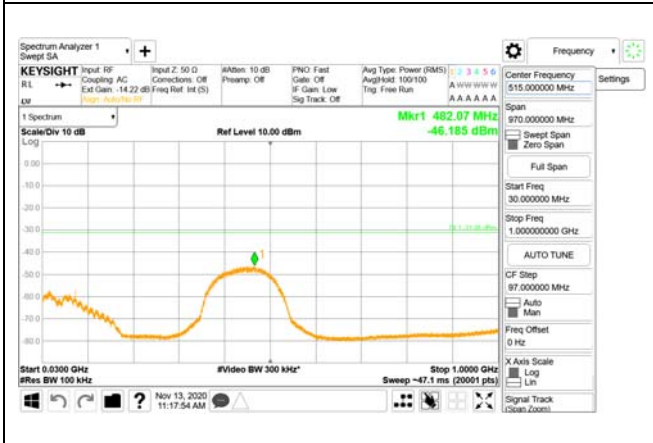 Spectrum Analyzer 1
Swept SA
Frequency
KEYSIGHT
RL
Input: RF
Coupling: AC
Ext Gain: -14.22 dB
Align: Auto/No RF
Input Z: 50 Ω
Corrections: Off
Freq Ref: Int (S)
#Atten: 10 dB
Preamp: Off
PNO: Fast
Gate: Off
IF Gain: Low
Sig Track: Off
Avg Type: Power (RMS)
Avg|Hold: 100/100
Trig: Free Run
1 2 3 4 5 6
A W W W W W
A A A A A A
1 Spectrum
Scale/Div 10 dB
Log
Ref Level 10.00 dBm
Mkr1 482.07 MHz
-46.185 dBm
0.00
-10.0
-20.0
-30.0
-40.0
-50.0
-60.0
-70.0
-80.0
1
Start 0.0300 GHz
#Res BW 100 kHz
#Video BW 300 kHz*
Stop 1.0000 GHz
Sweep ~47.1 ms (20001 pts)
Nov 13, 2020
11:17:54 AM
Center Frequency
515.000000 MHz
Settings
Span
970.000000 MHz
Swept Span
Zero Span
Full Span
Start Freq
30.000000 MHz
Stop Freq
1.000000000 GHz
AUTO TUNE
CF Step
97.000000 MHz
Auto
Man
Freq Offset
0 Hz
X Axis Scale
Log
Lin
Signal Track
(Span Zoom)